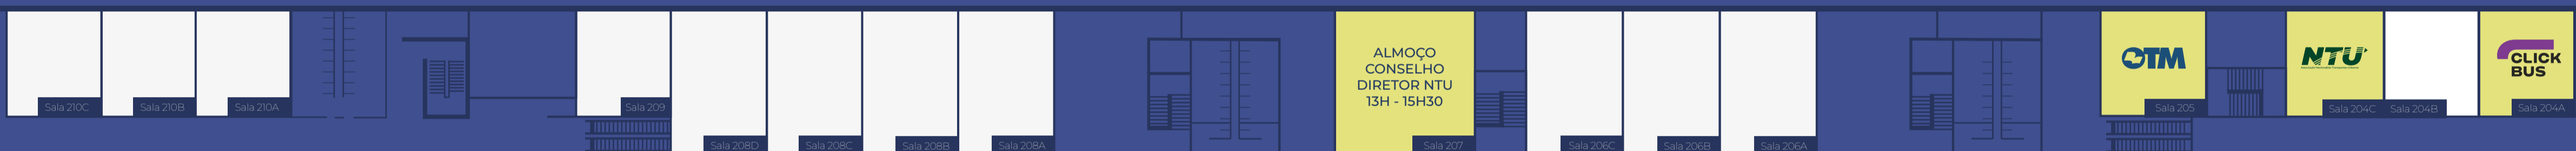 ALMOÇO
CONSELHO
DIRETOR NTU
13H - 15H30
OTM
NTU
CLICK
BUS
Sala 210C
Sala 210B
Sala 210A
Sala 209
Sala 205
Sala 204C
Sala 204B
Sala 204A
Sala 208D
Sala 208C
Sala 208B
Sala 208A
Sala 207
Sala 206C
Sala 206B
Sala 206A